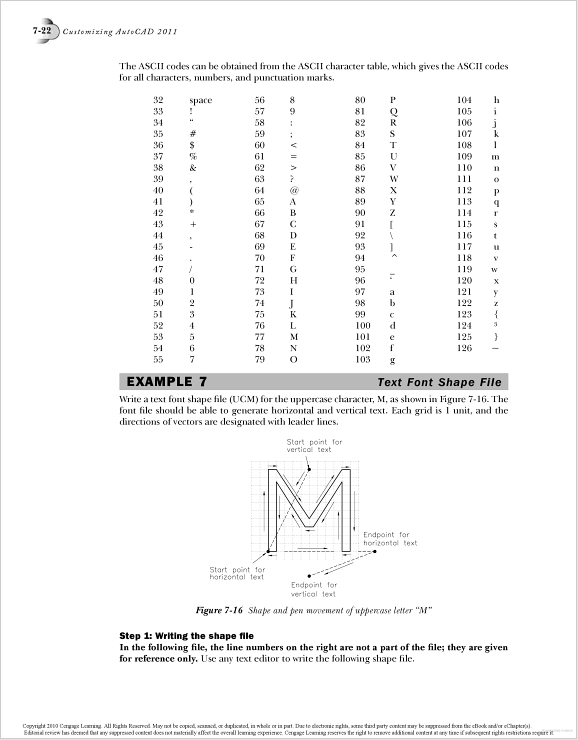 7-22 Customizing AutoCAD 2011
The ASCII codes can be obtained from the ASCII character table, which gives the ASCII codes
for all characters, numbers, and punctuation marks.
32 space 56 8 80 P 104 h
33 ! 57 9 81 Q 105 i
34 “ 58 : 82 R 106 j
35 # 59 ; 83 S 107 k
36 $ 60 < 84 T 108 l
37 % 61 = 85 U 109 m
38 & 62 > 86 V 110 n
39 , 63 ? 87 W 111 o
40 ( 64 @ 88 X 112 p
41 ) 65 A 89 Y 113 q
42 * 66 B 90 Z 114 r
43 + 67 C 91 [ 115 s
44 , 68 D 92 \ 116 t
45 - 69 E 93 ] 117 u
46 . 70 F 94 ^ 118 v
47 / 71 G 95 _ 119 w
48 0 72 H 96 ` 120 x
49 1 73 I 97 a 121 y
50 2 74 J 98 b 122 z
51 3 75 K 99 c 123 {
52 4 76 L 100 d 124 ³
53 5 77 M 101 e 125 }
54 6 78 N 102 f 126 —
55 7 79 O 103 g
EXAMPLE 7 Text Font Shape File
Write a text font shape file (UCM) for the uppercase character, M, as shown in Figure 7-16. The
font file should be able to generate horizontal and vertical text. Each grid is 1 unit, and the
directions of vectors are designated with leader lines.
Start point for
vertical text
Endpoint for
horizontal text
Start point for
horizontal text
Endpoint for
vertical text
Figure 7-16 Shape and pen movement of uppercase letter “M”
Step 1: Writing the shape file
In the following file, the line numbers on the right are not a part of the file; they are given
for reference only. Use any text editor to write the following shape file.
Copyright 2010 Cengage Learning. All Rights Reserved. May not be copied, scanned, or duplicated, in whole or in part. Due to electronic rights, some third party content may be suppressed from the eBook and/or eChapter(s).
Editorial review has deemed that any suppressed content does not materially affect the overall learning experience. Cengage Learning reserves the right to remove additional content at any time if subsequent rights restrictions require it.